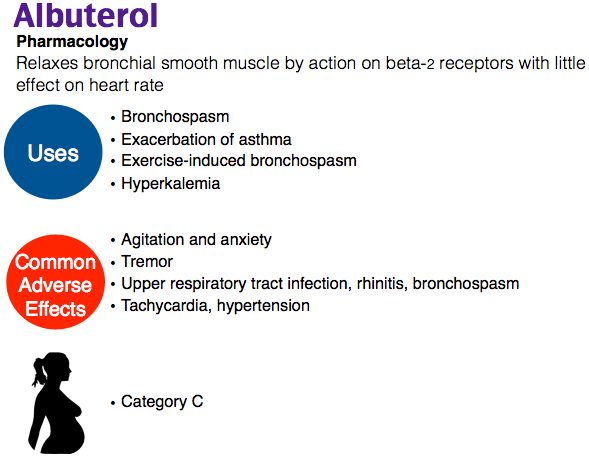 Albuterol
Pharmacology
Relaxes bronchial smooth muscle by action on beta-2 receptors with little
effect on heart rate
Uses
• Bronchospasm
• Exacerbation of asthma
• Exercise-induced bronchospasm
• Hyperkalemia
Common
Adverse
Effects
• Agitation and anxiety
• Tremor
• Upper respiratory tract infection, rhinitis, bronchospasm
• Tachycardia, hypertension
• Category C